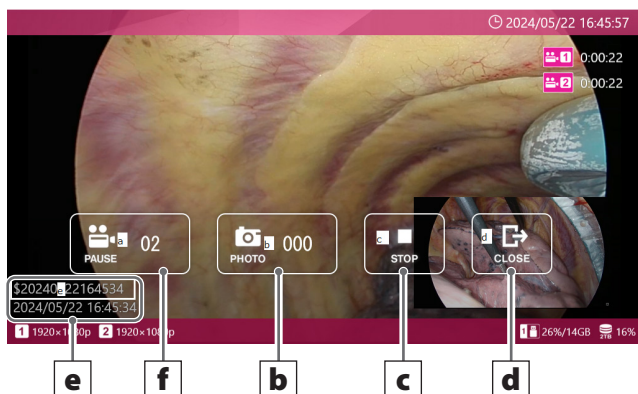 2024/05/22 16:45:57
1 0:00:22
2 0:00:22
a 02
PAUSE
b 000
PHOTO
c
STOP
d
CLOSE
$20240e22164534
2024/05/22 16:45:34
1 1920×1080p 2 1920×1080p
1 26%/14GB 2TB 16%
e f b c d